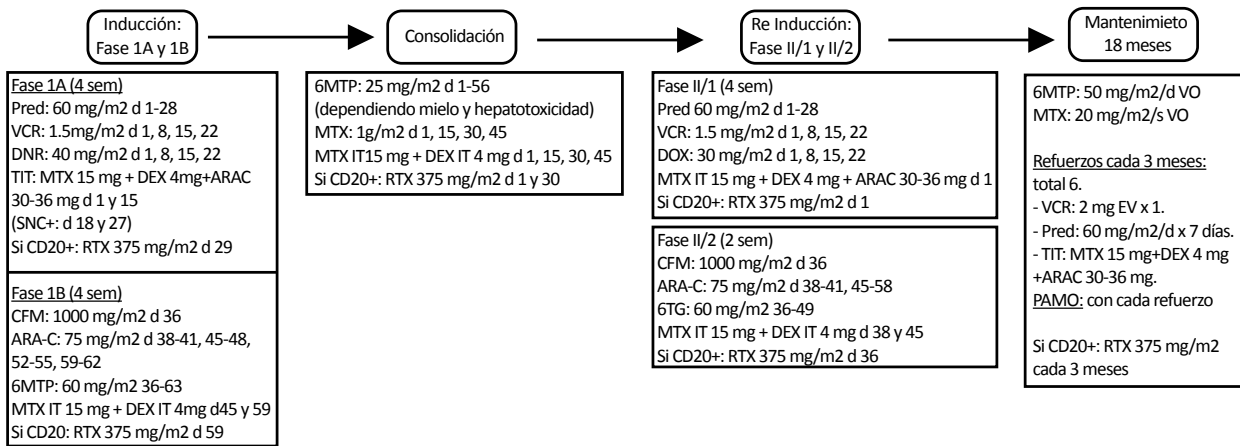 Inducción:
Fase 1A y 1B
Consolidación
Re Inducción:
Fase II/1 y II/2
Mantenimieto
18 meses
Fase 1A (4 sem)
Pred: 60 mg/m2 d 1-28
VCR: 1.5mg/m2 d 1, 8, 15, 22
DNR: 40 mg/m2 d 1, 8, 15, 22
TIT: MTX 15 mg + DEX 4mg+ARAC
30-36 mg d 1 y 15
(SNC+: d 18 y 27)
Si CD20+: RTX 375 mg/m2 d 29
Fase 1B (4 sem)
CFM: 1000 mg/m2 d 36
ARA-C: 75 mg/m2 d 38-41, 45-48,
52-55, 59-62
6MTP: 60 mg/m2 36-63
MTX IT 15 mg + DEX IT 4mg d45 y 59
Si CD20: RTX 375 mg/m2 d 59
6MTP: 25 mg/m2 d 1-56
(dependiendo mielo y hepatotoxicidad)
MTX: 1g/m2 d 1, 15, 30, 45
MTX IT15 mg + DEX IT 4 mg d 1, 15, 30, 45
Si CD20+: RTX 375 mg/m2 d 1 y 30
Fase II/1 (4 sem)
Pred 60 mg/m2 d 1-28
VCR: 1.5 mg/m2 d 1, 8, 15, 22
DOX: 30 mg/m2 d 1, 8, 15, 22
MTX IT 15 mg + DEX 4 mg + ARAC 30-36 mg d 1
Si CD20+: RTX 375 mg/m2 d 1
Fase II/2 (2 sem)
CFM: 1000 mg/m2 d 36
ARA-C: 75 mg/m2 d 38-41, 45-58
6TG: 60 mg/m2 36-49
MTX IT 15 mg + DEX IT 4 mg d 38 y 45
Si CD20+: RTX 375 mg/m2 d 36
6MTP: 50 mg/m2/d VO
MTX: 20 mg/m2/s VO
Refuerzos cada 3 meses:
total 6.
- VCR: 2 mg EV x 1.
- Pred: 60 mg/m2/d x 7 días.
- TIT: MTX 15 mg+DEX 4 mg
+ARAC 30-36 mg.
PAMO: con cada refuerzo
Si CD20+: RTX 375 mg/m2
cada 3 meses